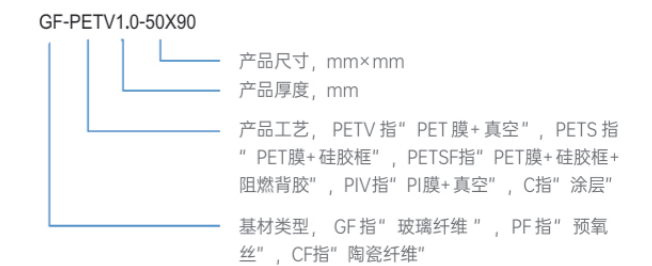 GF-PETV1.0-50X90
产品尺寸，mm×mm
产品厚度，mm
产品工艺，PETV 指“ PET 膜+ 真空”，PETS 指
“ PET膜+ 硅胶框”，PETSF指“ PET膜+ 硅胶框+
阻燃背胶”，PIV指“ PI膜+ 真空”，C指“ 涂层”
基材类型，GF 指“ 玻璃纤维 ”，PF 指“ 预氧
丝”，CF指“ 陶瓷纤维”